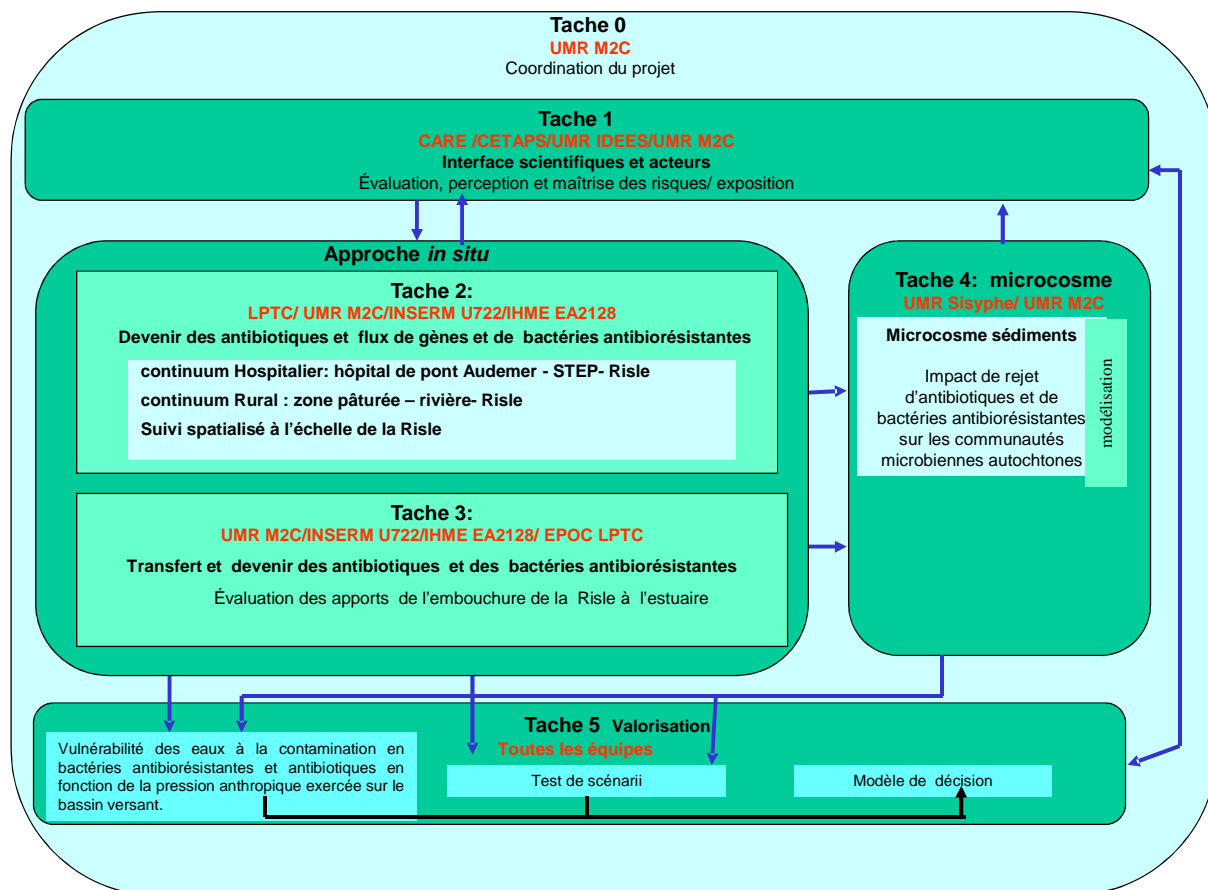 Tache 0
UMR M2C
Coordination du projet
Tache 1
CARE /CETAPS/UMR IDEES/UMR M2C
Interface scientifiques et acteurs
Évaluation, perception et maîtrise des risques/ exposition
Approche in situ
Tache 2:
LPTC/ UMR M2C/INSERM U722/IHME EA2128
Devenir des antibiotiques et flux de gènes et de bactéries antibiorésistantes
continuum Hospitalier: hôpital de pont Audemer - STEP- Risle
continuum Rural : zone pâturée – rivière- Risle
Suivi spatialisé à l'échelle de la Risle
Tache 3:
UMR M2C/INSERM U722/IHME EA2128/ EPOC LPTC
Transfert et devenir des antibiotiques et des bactéries antibiorésistantes
Évaluation des apports de l'embouchure de la Risle à l'estuaire
Tache 4: microcosme
UMR Sisyphe/ UMR M2C
Microcosme sédiments
Impact de rejet
d'antibiotiques et de
bactéries antibiorésistantes
sur les communautés
microbiennes autochtones
modélisation
Tache 5 Valorisation
Toutes les équipes
Vulnérabilité des eaux à la contamination en
bactéries antibiorésistantes et antibiotiques en
fonction de la pression anthropique exercée sur le
bassin versant.
Test de scénarii
Modèle de décision